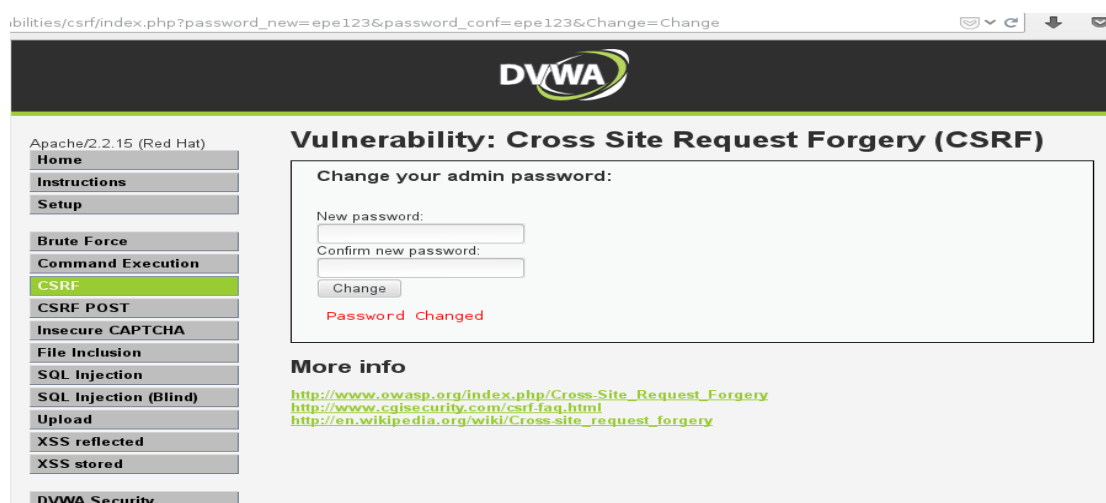 bilities/csrf/index.php?password_new=epe123&password_conf=epe123&Change=Change
DVWA
Apache/2.2.15 (Red Hat)
Home
Instructions
Setup
Brute Force
Command Execution
CSRF
CSRF POST
Insecure CAPTCHA
File Inclusion
SQL Injection
SQL Injection (Blind)
Upload
XSS reflected
XSS stored
DVWA Security
Vulnerability: Cross Site Request Forgery (CSRF)
Change your admin password:
New password:
Confirm new password:
Change
Password Changed
More info
http://www.owasp.org/index.php/Cross-Site_Request_Forgery
http://www.cgisecurity.com/csrf-faq.html
http://en.wikipedia.org/wiki/Cross-site_request_forgery